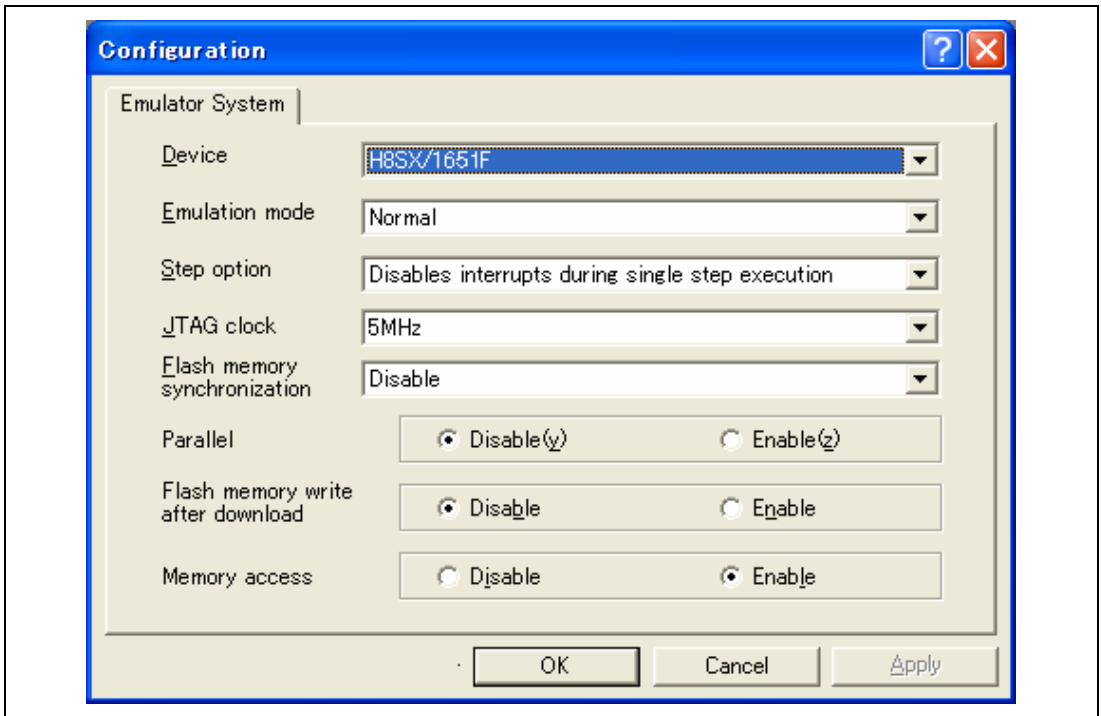 Configuration
Emulator System
Device
H8SX/1651F
Emulation mode
Normal
Step option
Disables interrupts during single step execution
JTAG clock
5MHz
Flash memory
synchronization
Disable
Parallel
Disable(y)
Enable(z)
Flash memory write
after download
Disable
Enable
Memory access
Disable
Enable
OK
Cancel
Apply